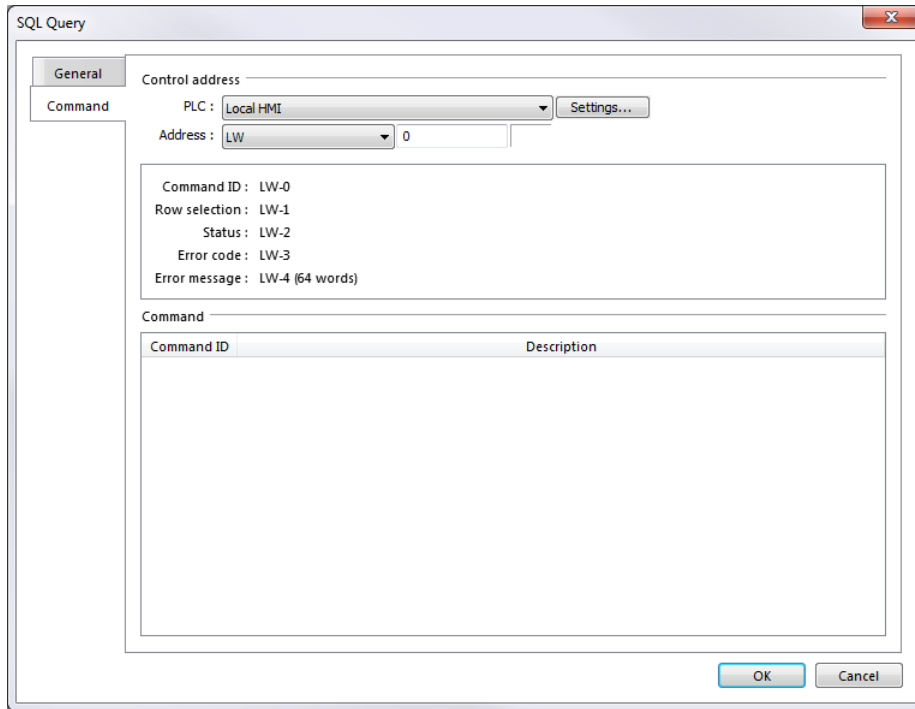 SQL Query
General
Command
Control address
PLC : Local HMI Settings...
Address : LW 0
Command ID : LW-0
Row selection : LW-1
Status : LW-2
Error code : LW-3
Error message : LW-4 (64 words)
Command
Command ID Description
OK Cancel